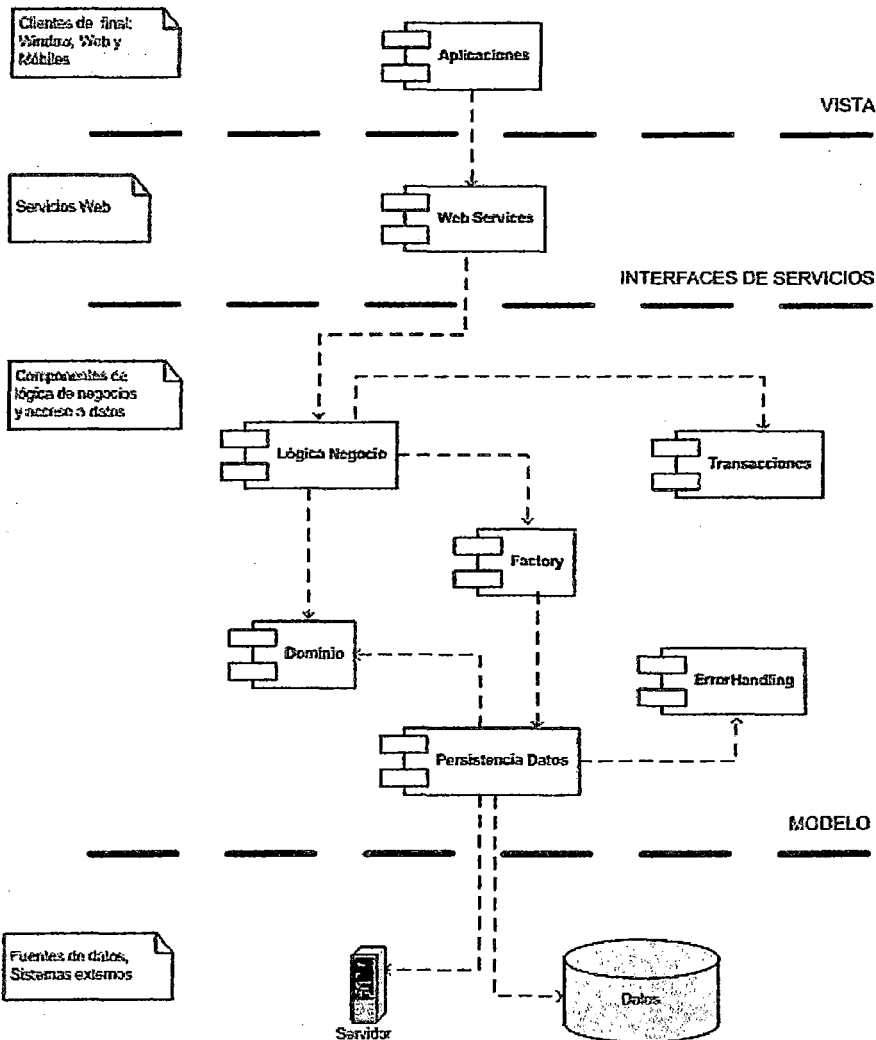 Clientes de final:
Window, Web y
Móbiles
Aplicaciones
VISTA
Servicios Web
Web Services
INTERFACES DE SERVICIOS
Componentes de
lógica de negocios
y acceso a datos
Lógica Negocio
Transacciones
Factory
Dominio
ErrorHandling
Persistencia Datos
MODELO
Fuentes de datos,
Sistemas externos
Datos
Servidor